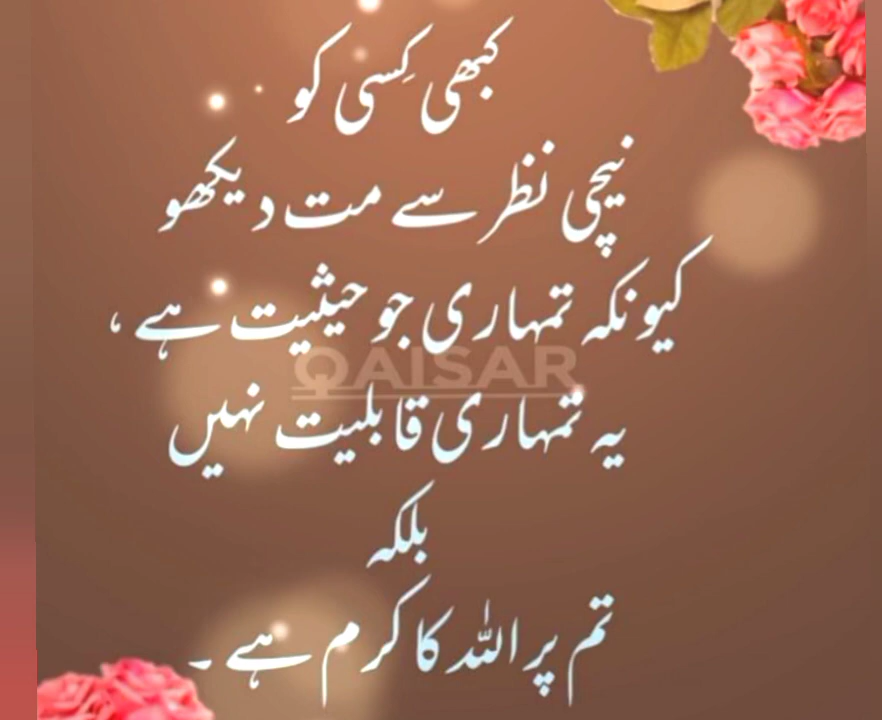 کبھی کِسی کو
نیچی نظر سے مت دیکھو
کیونکہ تمہاری جو حیثیت ہے ،
QAISAR
یہ تمہاری قابلیت نہیں
بلکہ
تم پر اللہ کا کرم ہے ۔